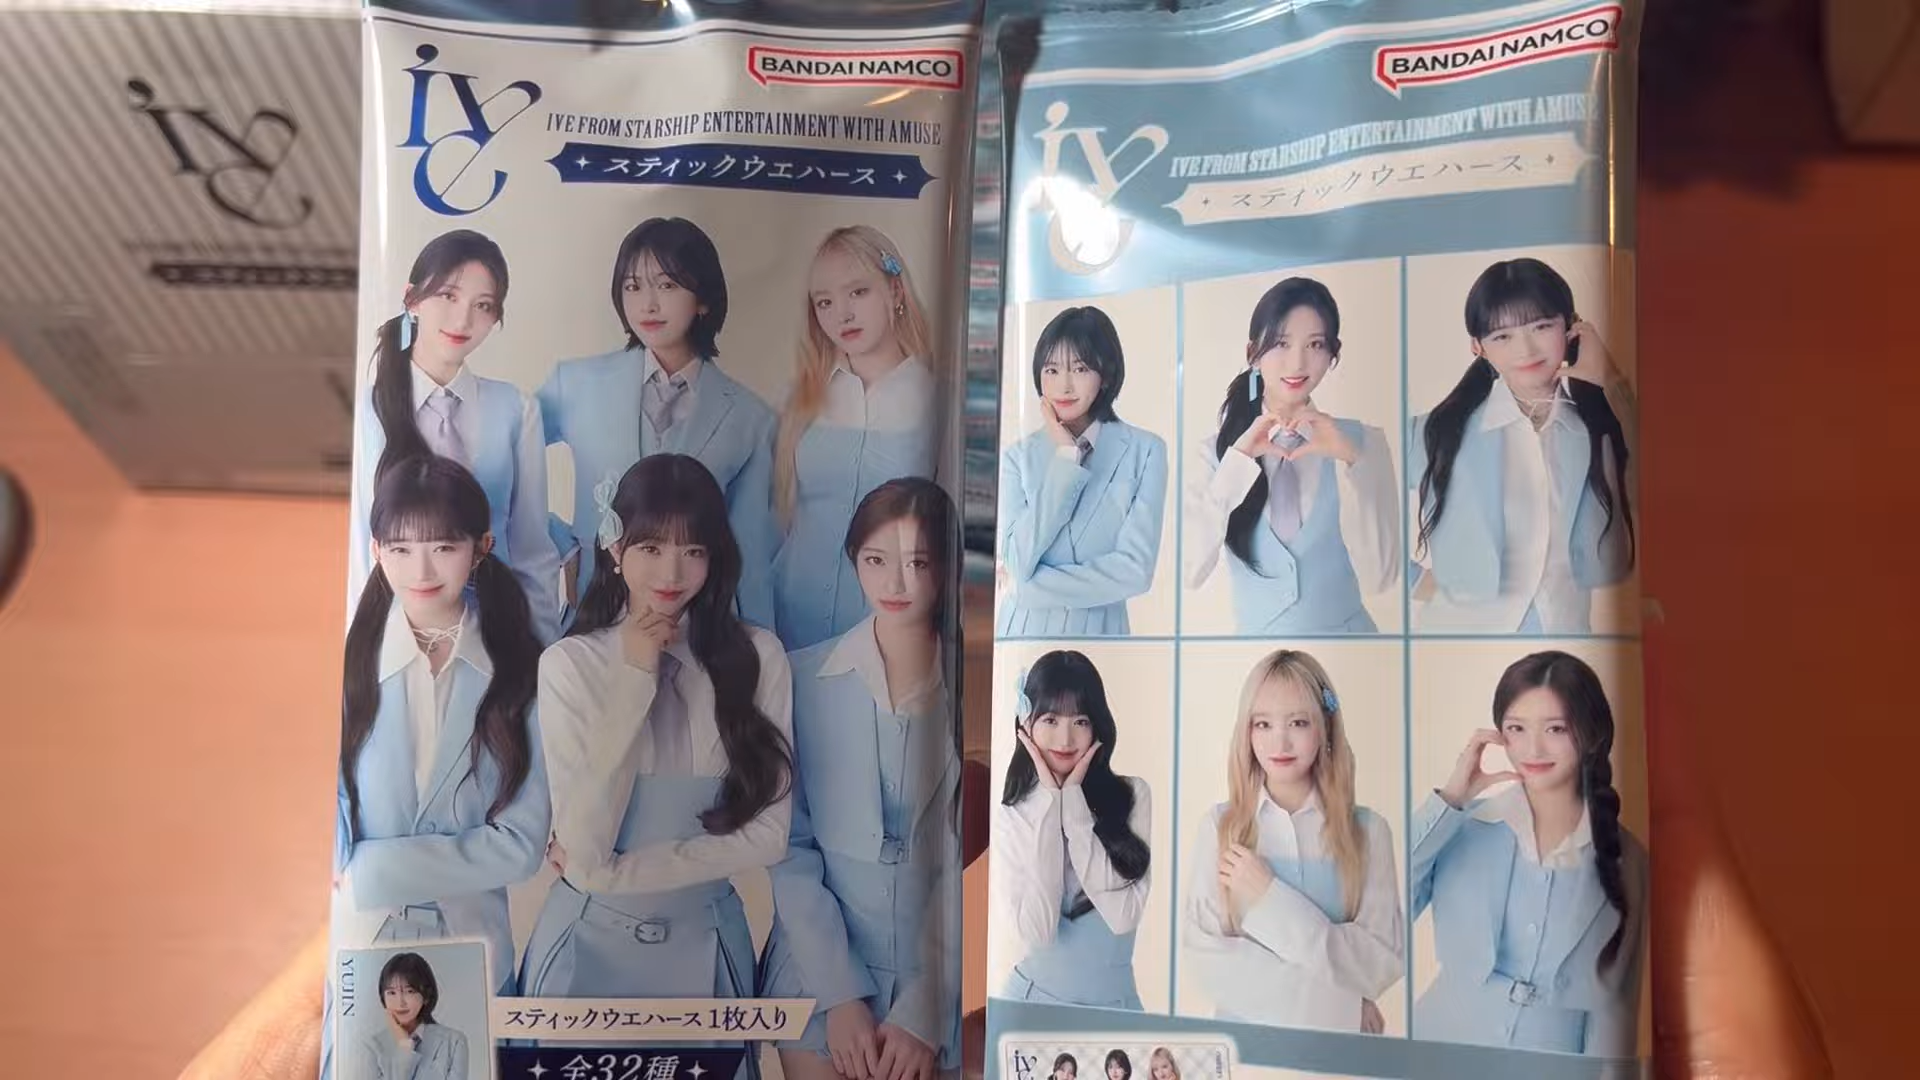 IVE
BANDAI NAMCO
IVE FROM STARSHIP ENTERTAINMENT WITH AMUSE
スティックウエハース
YUJIN
スティックウエハース1枚入り
全32種
IVE
BANDAI NAMCO
IVE FROM STARSHIP ENTERTAINMENT WITH AMUSE
スティックウエハース
IVE
IVE